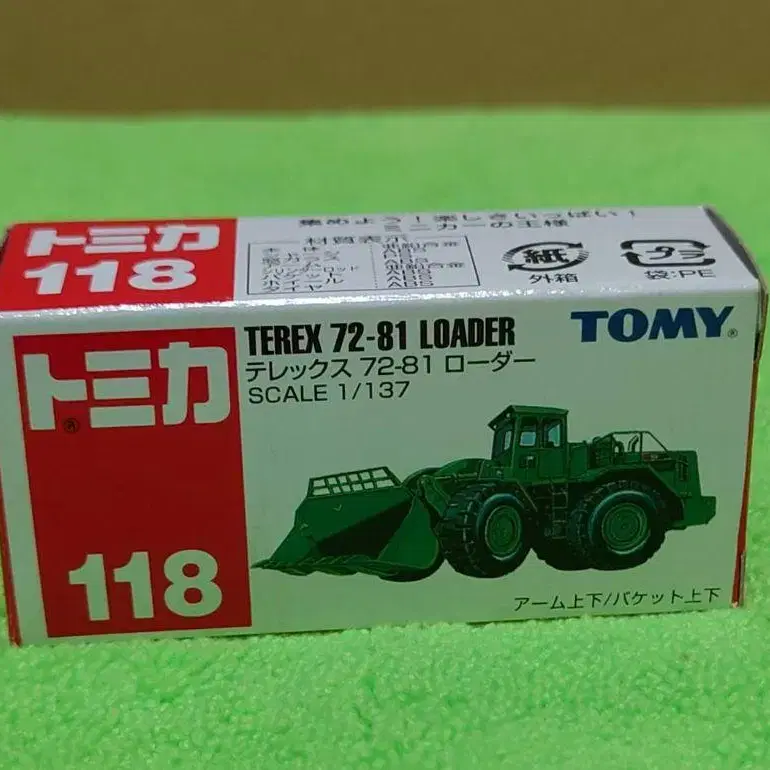 トミカ
118
集めよう！楽しさいっぱい！
ミニカーの王様
材質表示
紙
外箱
プラ
袋:PE
トミカ®
118
TEREX 72-81 LOADER
テレックス 72-81 ローダー
SCALE 1/137
TOMY®
アーム上下/バケット上下